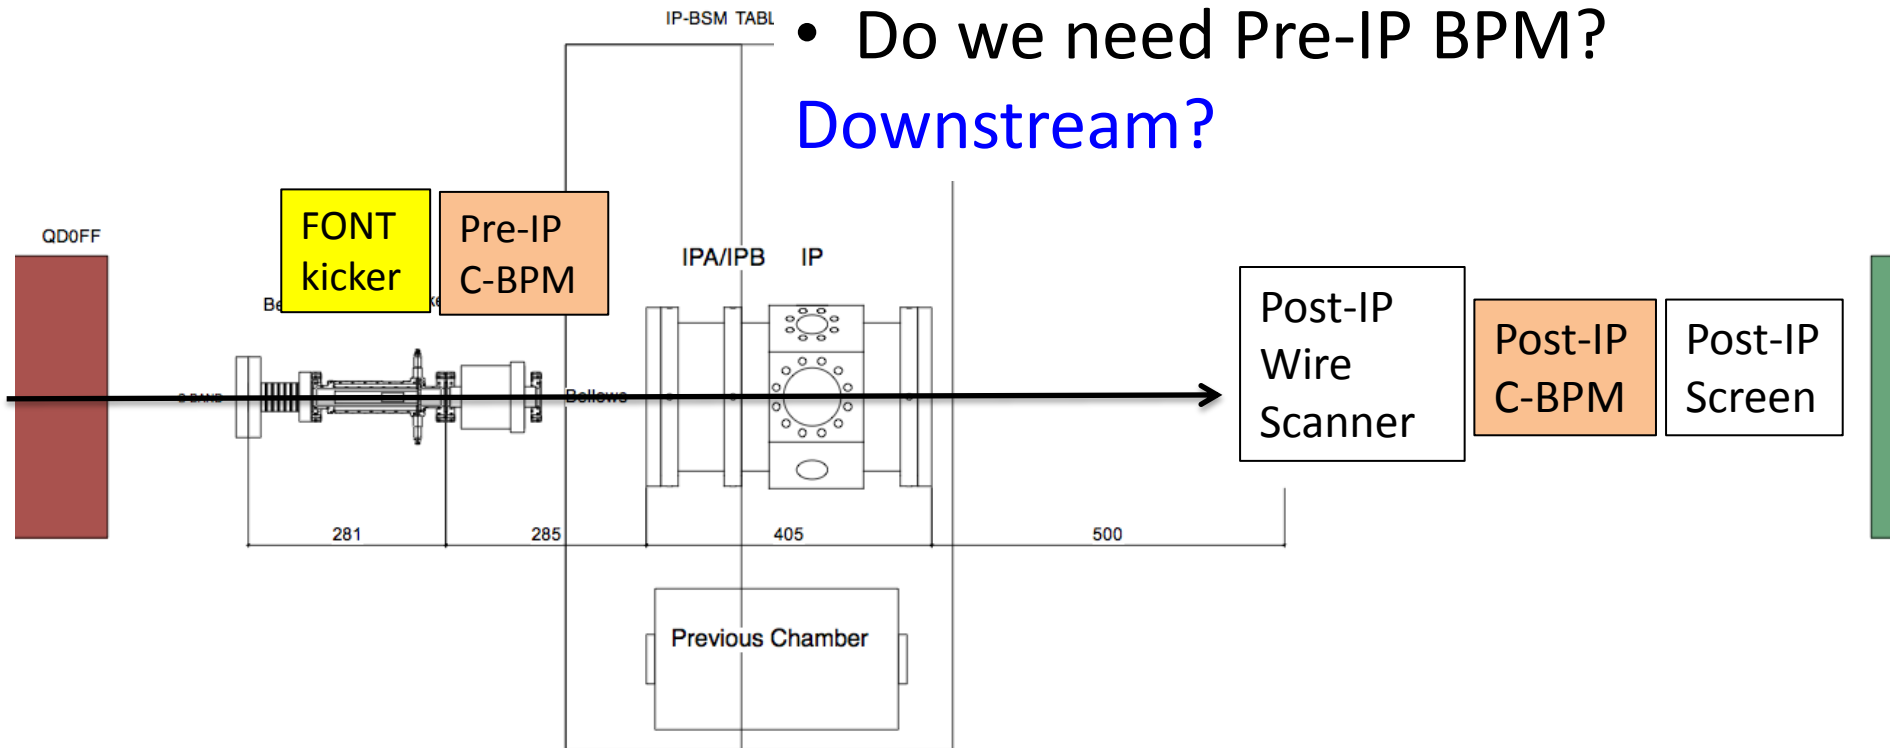 IP-BSM TABL
• Do we need Pre-IP BPM?
Downstream?
QD0FF
FONT
kicker
Pre-IP
C-BPM
IPA/IPB
IP
Post-IP
Wire
Scanner
Post-IP
C-BPM
Post-IP
Screen
Be
Bellows
281
285
405
500
Previous Chamber